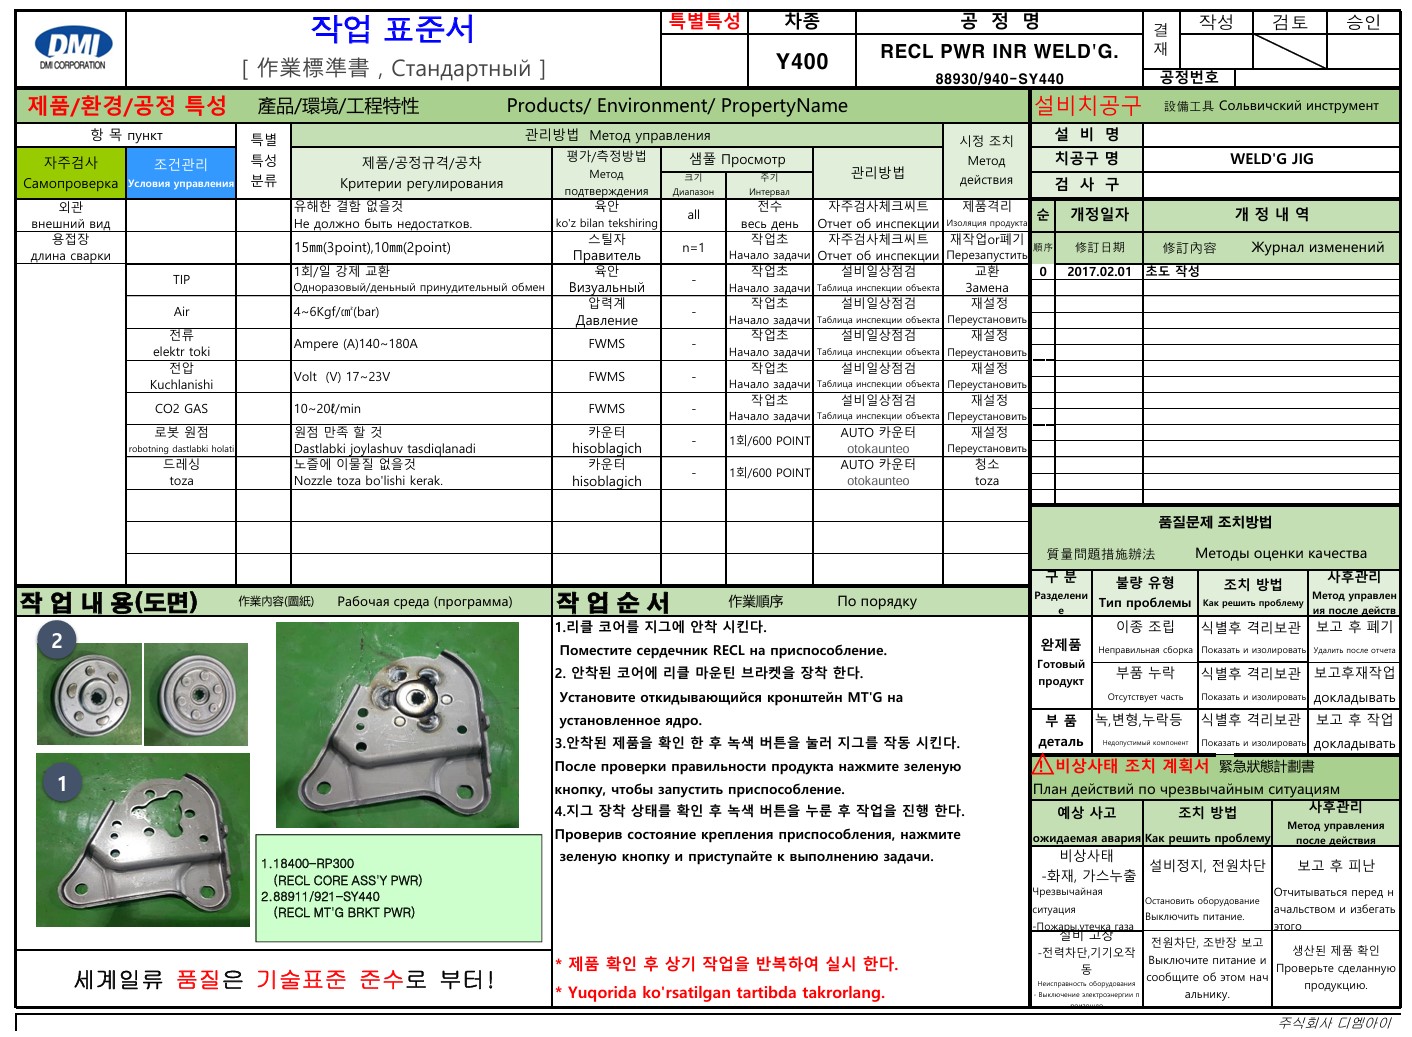 DMI
DMI CORPORATION
작업 표준서
[ 作業標準書 , Стандартный ]
특별특성
차종
Y400
공 정 명
RECL PWR INR WELD'G.
88930/940-SY440
결
재
작성
검토
승인
공정번호
제품/환경/공정 특성 産品/環境/工程特性 Products/ Environment/ PropertyName
항 목 пункт
특별
특성
분류
관리방법 Метод управления
시정 조치
Метод
действия
자주검사
Самопроверка
조건관리
Условия управления
제품/공정규격/공차
Критерии регулирования
평가/측정방법
Метод
подтверждения
샘풀 Просмотр
크기
Диапазон
주기
Интервал
관리방법
외관
внешний вид
유해한 결함 없을것
Не должно быть недостатков.
육안
ko'z bilan tekshiring
all
전수
весь день
자주검사체크씨트
Отчет об инспекции
제품격리
Изоляция продукта
용접장
длина сварки
15㎜(3point),10mm(2point)
스틸자
Правитель
n=1
작업초
Начало задачи
자주검사체크씨트
Отчет об инспекции
재작업or폐기
Перезапустить
TIP
1회/일 강제 교환
Одноразовый/деньный принудительный обмен
육안
Визуальный
-
작업초
Начало задачи
설비일상점검
Таблица инспекции объекта
교환
Замена
Air
4~6Kgf/㎠(bar)
압력계
Давление
-
작업초
Начало задачи
설비일상점검
Таблица инспекции объекта
재설정
Переустановить
전류
elektr toki
Ampere (A)140~180A
FWMS
-
작업초
Начало задачи
설비일상점검
Таблица инспекции объекта
재설정
Переустановить
전압
Kuchlanishi
Volt (V) 17~23V
FWMS
-
작업초
Начало задачи
설비일상점검
Таблица инспекции объекта
재설정
Переустановить
CO2 GAS
10~20ℓ/min
FWMS
-
작업초
Начало задачи
설비일상점검
Таблица инспекции объекта
재설정
Переустановить
로봇 원점
robotning dastlabki holati
원점 만족 할 것
Dastlabki joylashuv tasdiqlanadi
카운터
hisoblagich
-
1회/600 POINT
AUTO 카운터
otokaunteo
재설정
Переустановить
드레싱
toza
노즐에 이물질 없을것
Nozzle toza bo'lishi kerak.
카운터
hisoblagich
-
1회/600 POINT
AUTO 카운터
otokaunteo
청소
toza
설비치공구 設備工具 Сольвичский инструмент
설 비 명
치공구 명
WELD'G JIG
검 사 구
순
개정일자
개 정 내 역
順序
修訂日期
修訂內容 Журнал изменений
0
2017.02.01
초도 작성
품질문제 조치방법
質量問題措施辦法 Методы оценки качества
구 분
Разделени
е
불량 유형
Тип проблемы
조치 방법
Как решить проблему
사후관리
Метод управлен
ия после действ
완제품
Готовый
продукт
이종 조립
Неправильная сборка
식별후 격리보관
Показать и изолировать
보고 후 폐기
Удалить после отчета
부품 누락
Отсутствует часть
식별후 격리보관
Показать и изолировать
보고후재작업
докладывать
부 품
деталь
녹,변형,누락등
Недопустимый компонент
식별후 격리보관
Показать и изолировать
보고 후 작업
докладывать
비상사태 조치 계획서 緊急狀態計劃書
План действий по чрезвычайным ситуациям
예상 사고
ожидаемая авария
조치 방법
Как решить проблему
사후관리
Метод управления
после действия
비상사태
-화재, 가스누출
Чрезвычайная
ситуация
-Пожары,утечка газа
설비정지, 전원차단
Остановить оборудование
Выключить питание.
보고 후 피난
Отчитываться перед н
ачальством и избегать
этого
설비 고장
-전력차단,기기오작
동
Неисправность оборудования
- Выключение электроэнергии п
전원차단, 조반장 보고
Выключите питание и
сообщите об этом нач
альнику.
생산된 제품 확인
Проверьте сделанную
продукцию.
작 업 내 용(도면) 作業內容(圖紙) Рабочая среда (программа)
2
1
1.18400-RP300
(RECL CORE ASS'Y PWR)
2.88911/921-SY440
(RECL MT'G BRKT PWR)
세계일류 품질은 기술표준 준수로 부터!
작 업 순 서 作業順序 По порядку
1.리클 코어를 지그에 안착 시킨다.
Поместите сердечник RECL на приспособление.
2. 안착된 코어에 리클 마운틴 브라켓을 장착 한다.
Установите откидывающийся кронштейн MT'G на
установленное ядро.
3.안착된 제품을 확인 한 후 녹색 버튼을 눌러 지그를 작동 시킨다.
После проверки правильности продукта нажмите зеленую
кнопку, чтобы запустить приспособление.
4.지그 장착 상태를 확인 후 녹색 버튼을 누룬 후 작업을 진행 한다.
Проверив состояние крепления приспособления, нажмите
зеленую кнопку и приступайте к выполнению задачи.
* 제품 확인 후 상기 작업을 반복하여 실시 한다.
* Yuqorida ko'rsatilgan tartibda takrorlang.
주식회사 디엠아이